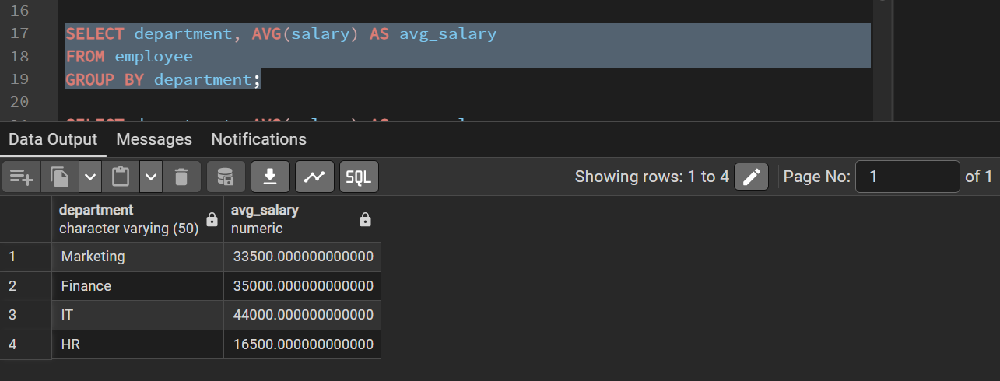 16
17 SELECT department, AVG(salary) AS avg_salary
18 FROM employee
19 GROUP BY department;
20
Data Output Messages Notifications
SQL Showing rows: 1 to 4 Page No: 1 of 1
department avg_salary
character varying (50) numeric
1 Marketing 33500.000000000000
2 Finance 35000.000000000000
3 IT 44000.000000000000
4 HR 16500.000000000000